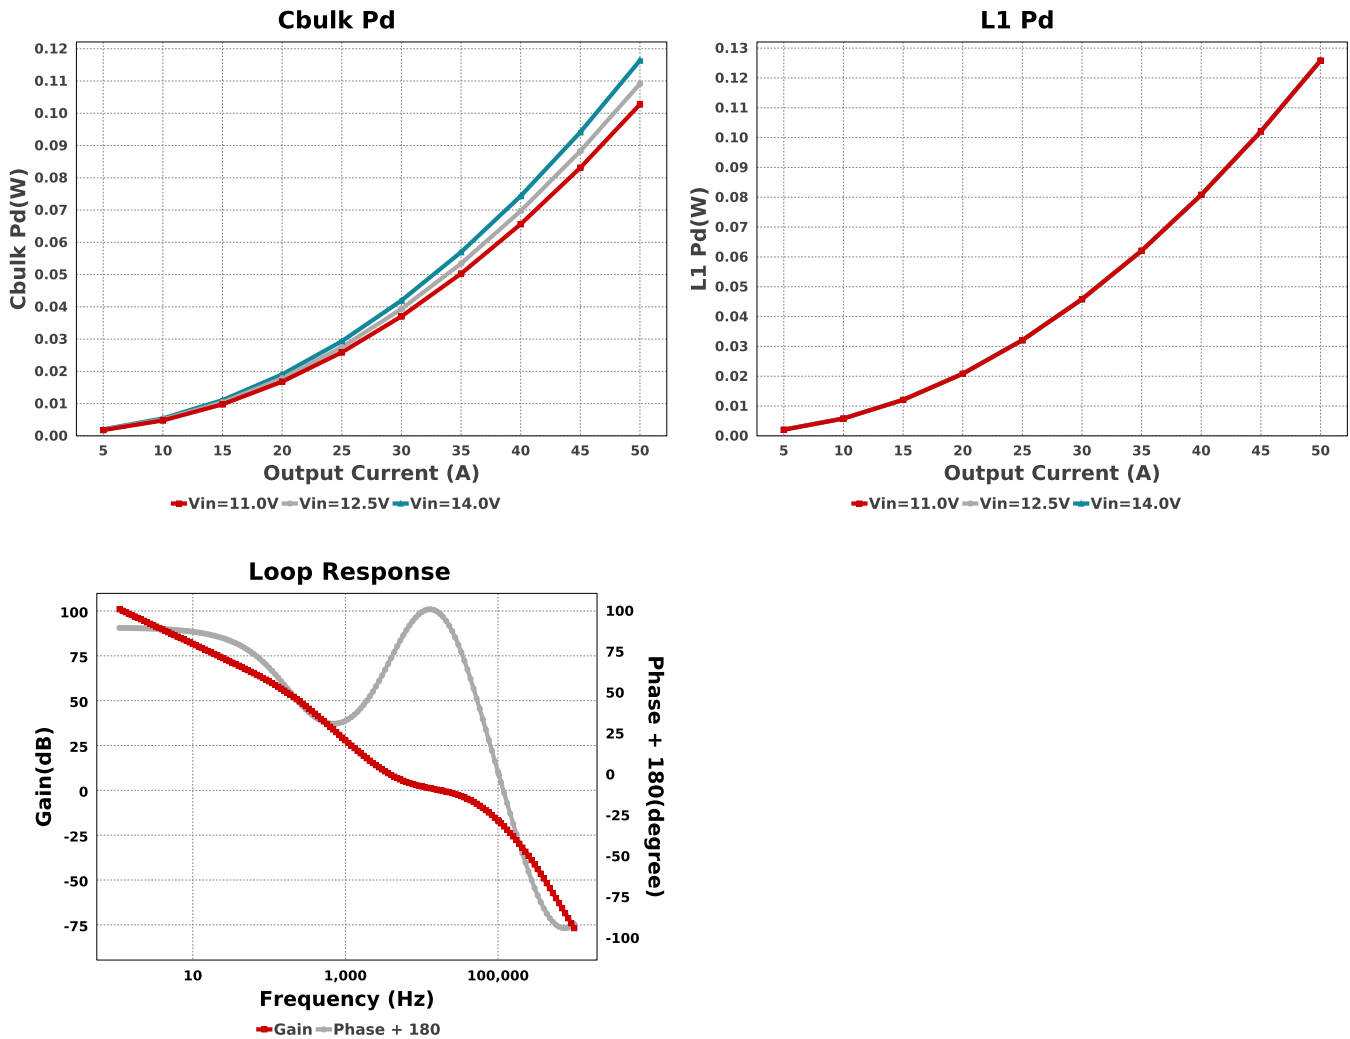 Cbulk Pd
0.12
0.11
0.10
0.09
0.08
0.07
0.06
0.05
0.04
0.03
0.02
0.01
0.00
Cbulk Pd(W)
5 10 15 20 25 30 35 40 45 50
Output Current (A)
Vin=11.0V Vin=12.5V Vin=14.0V
L1 Pd
0.13
0.12
0.11
0.10
0.09
0.08
0.07
0.06
0.05
0.04
0.03
0.02
0.01
0.00
L1 Pd(W)
5 10 15 20 25 30 35 40 45 50
Output Current (A)
Vin=11.0V Vin=12.5V Vin=14.0V
Loop Response
100
75
50
25
0
-25
-50
-75
Gain(dB)
100
75
50
25
0
-25
-50
-75
-100
Phase + 180(degree)
10 1,000 100,000
Frequency (Hz)
Gain Phase + 180